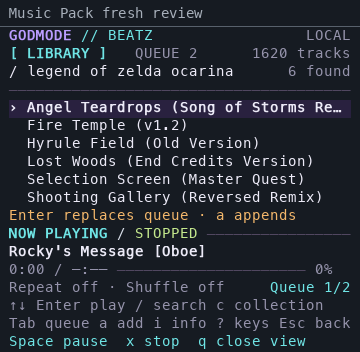 Music Pack fresh review
GODMODE // BEATZ LOCAL
[ LIBRARY ] QUEUE 2 1620 tracks
/ legend of zelda ocarina 6 found
› Angel Teardrops (Song of Storms Re…
Fire Temple (v1.2)
Hyrule Field (Old Version)
Lost Woods (End Credits Version)
Selection Screen (Master Quest)
Shooting Gallery (Reversed Remix)
Enter replaces queue · a appends
NOW PLAYING / STOPPED
Rocky's Message [Oboe]
0:00 / —:—— 0%
Repeat off · Shuffle off Queue 1/2
↑↓ Enter play / search c collection
Tab queue a add i info ? keys Esc back
Space pause x stop q close view